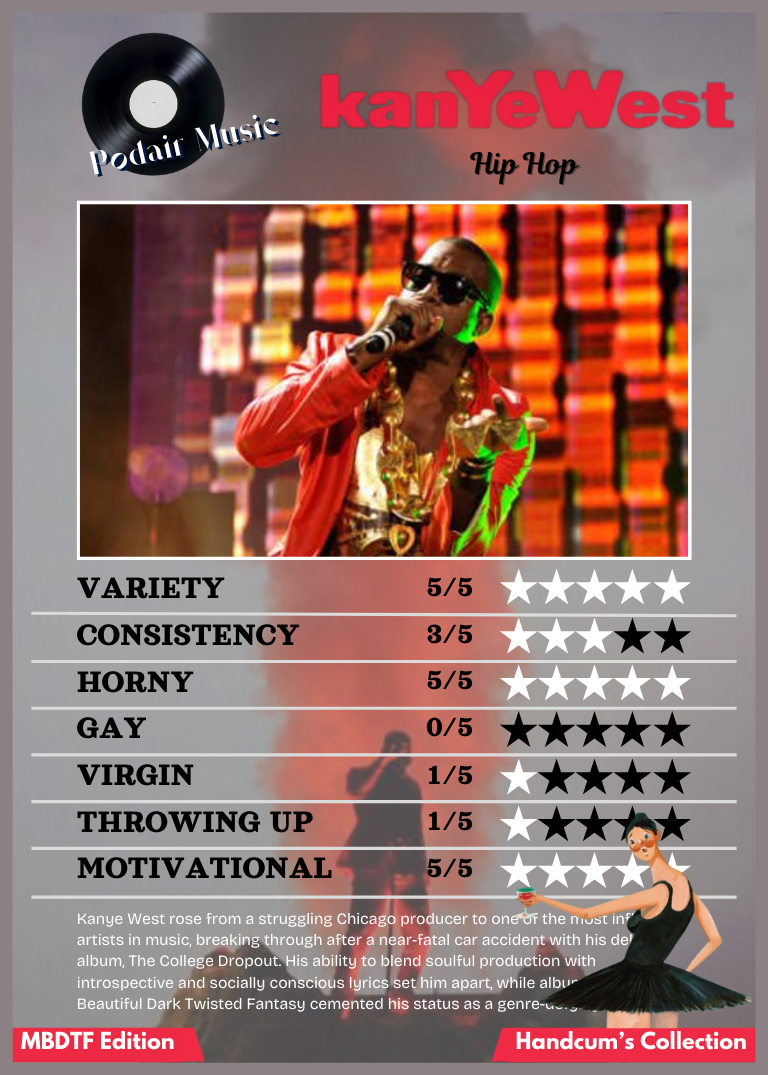 Podair Music
kanYeWest
Hip Hop
VARIETY 5/5
CONSISTENCY 3/5
HORNY 5/5
GAY 0/5
VIRGIN 1/5
THROWING UP 1/5
MOTIVATIONAL 5/5
Kanye West rose from a struggling Chicago producer to one of the most
artists in music, breaking through after a near-fatal car accident with his
album, The College Dropout. His ability to blend soulful production with
introspective and socially conscious lyrics set him apart, while
Beautiful Dark Twisted Fantasy cemented his status as a
MBDTF Edition
Handcum's Collection